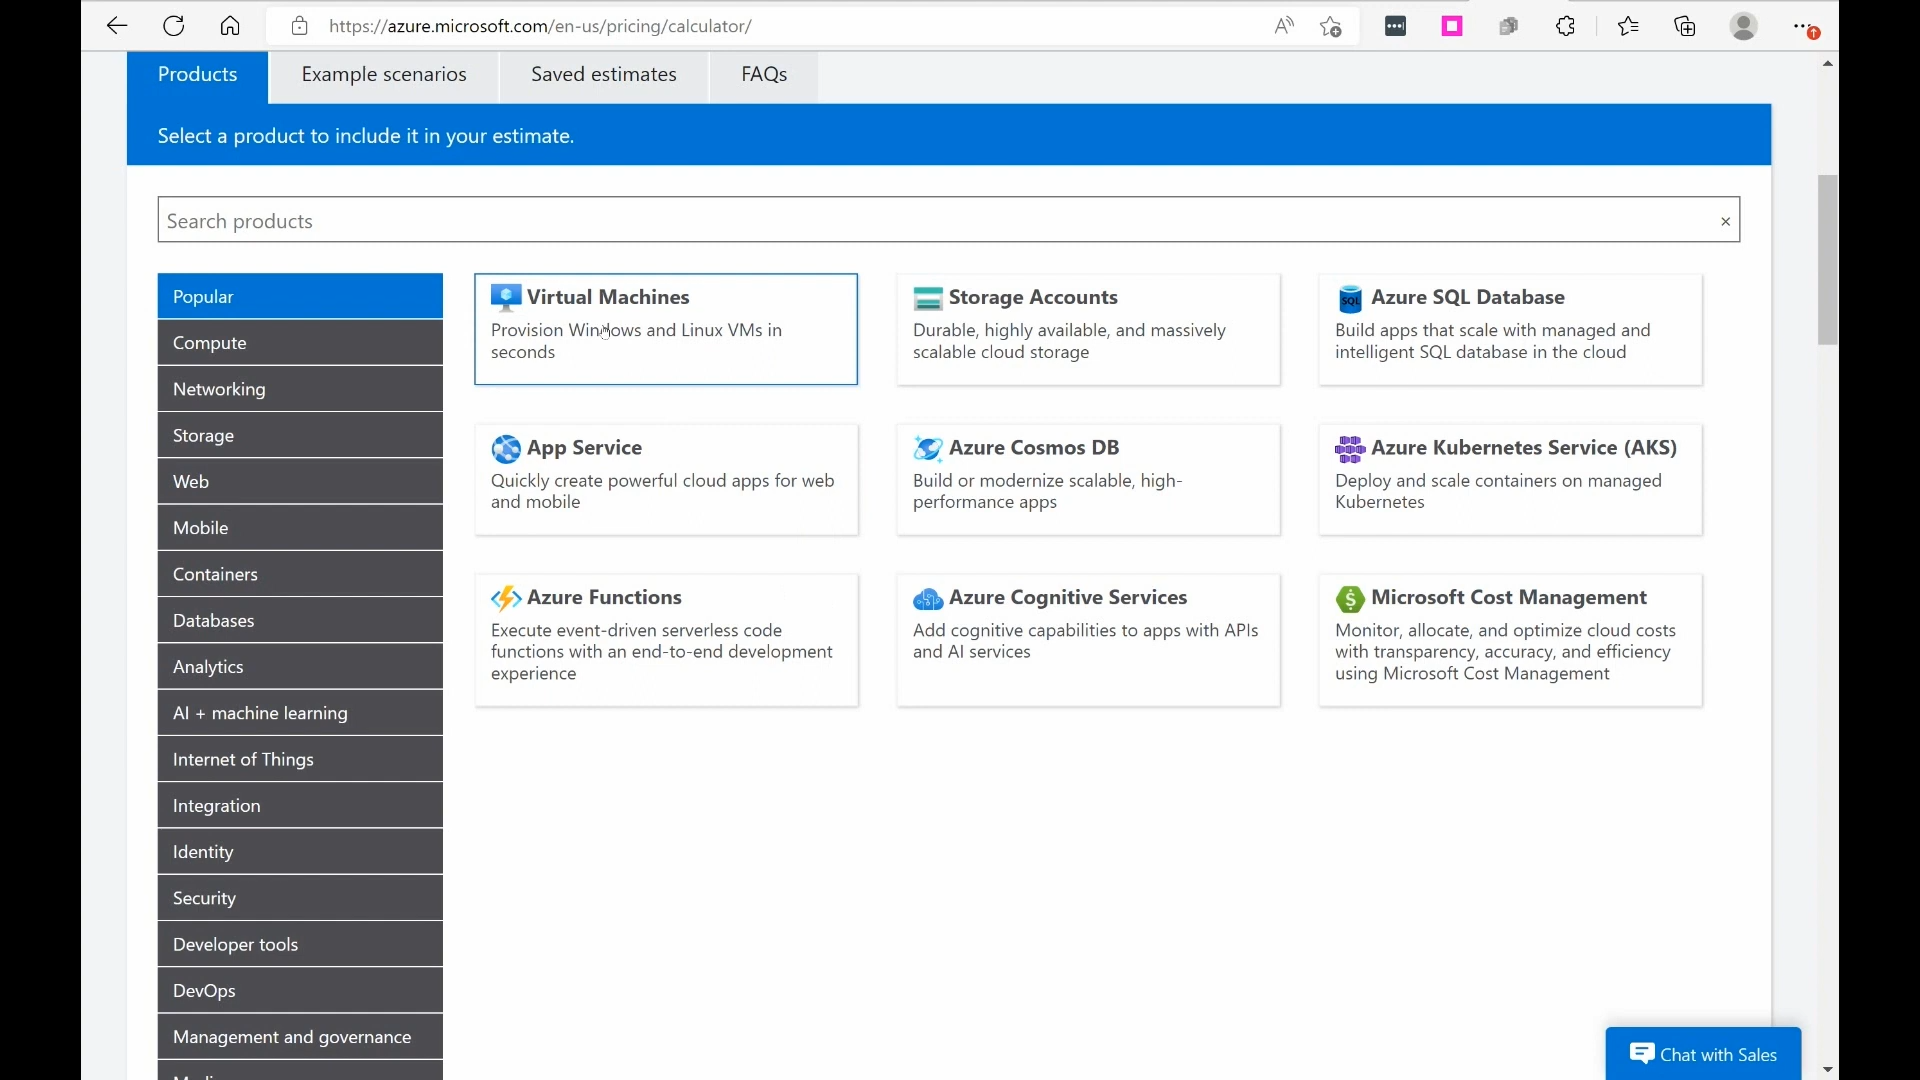 https://azure.microsoft.com/en-us/pricing/calculator/
Products
Example scenarios
Saved estimates
FAQs
Select a product to include it in your estimate.
Search products
Popular
Compute
Networking
Storage
Web
Mobile
Containers
Databases
Analytics
AI + machine learning
Internet of Things
Integration
Identity
Security
Developer tools
DevOps
Management and governance
Virtual Machines
Provision Windows and Linux VMs in
seconds
Storage Accounts
Durable, highly available, and massively
scalable cloud storage
SQL
Azure SQL Database
Build apps that scale with managed and
intelligent SQL database in the cloud
App Service
Quickly create powerful cloud apps for web
and mobile
Azure Cosmos DB
Build or modernize scalable, high-
performance apps
Azure Kubernetes Service (AKS)
Deploy and scale containers on managed
Kubernetes
Azure Functions
Execute event-driven serverless code
functions with an end-to-end development
experience
Azure Cognitive Services
Add cognitive capabilities to apps with APIs
and AI services
Microsoft Cost Management
Monitor, allocate, and optimize cloud costs
with transparency, accuracy, and efficiency
using Microsoft Cost Management
Chat with Sales